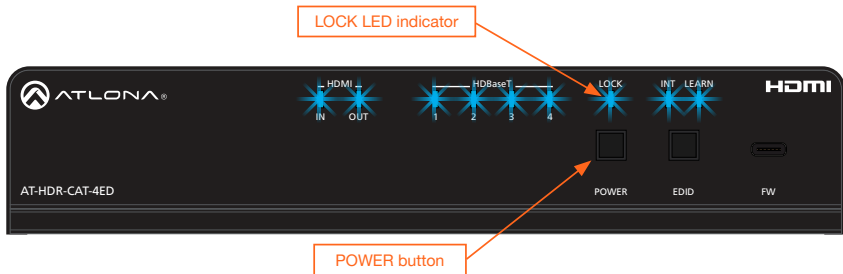 LOCK LED indicator
HDMI HDBaseT LOCK INT LEARN HDMI
ATLONA®
IN OUT 1 2 3 4
AT-HDR-CAT-4ED POWER EDID FW
POWER button